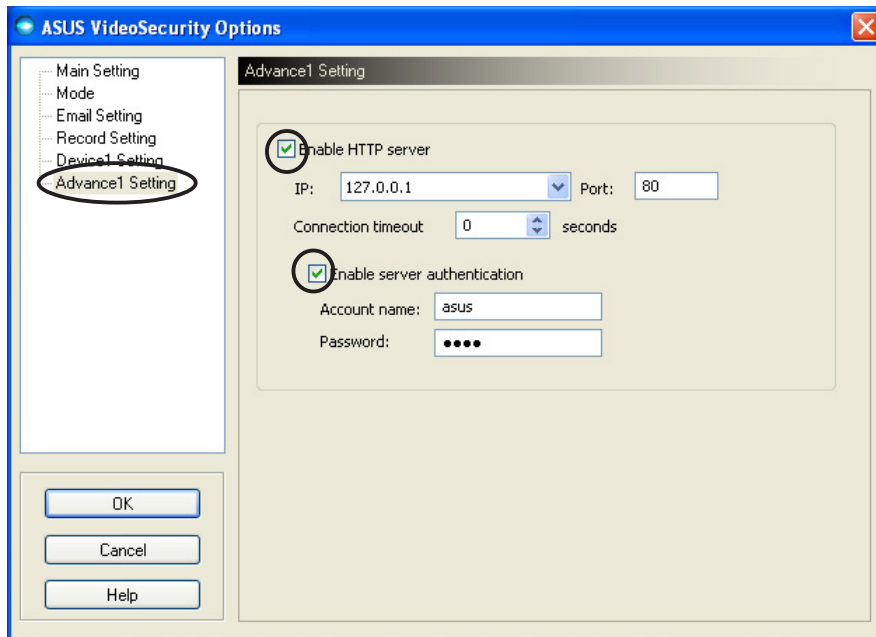 ASUS VideoSecurity Options
Main Setting
Mode
Email Setting
Record Setting
Device1 Setting
Advance1 Setting
OK
Cancel
Help
Advance1 Setting
Enable HTTP server
IP: 127.0.0.1 Port: 80
Connection timeout 0 seconds
Enable server authentication
Account name: asus
Password: ••••